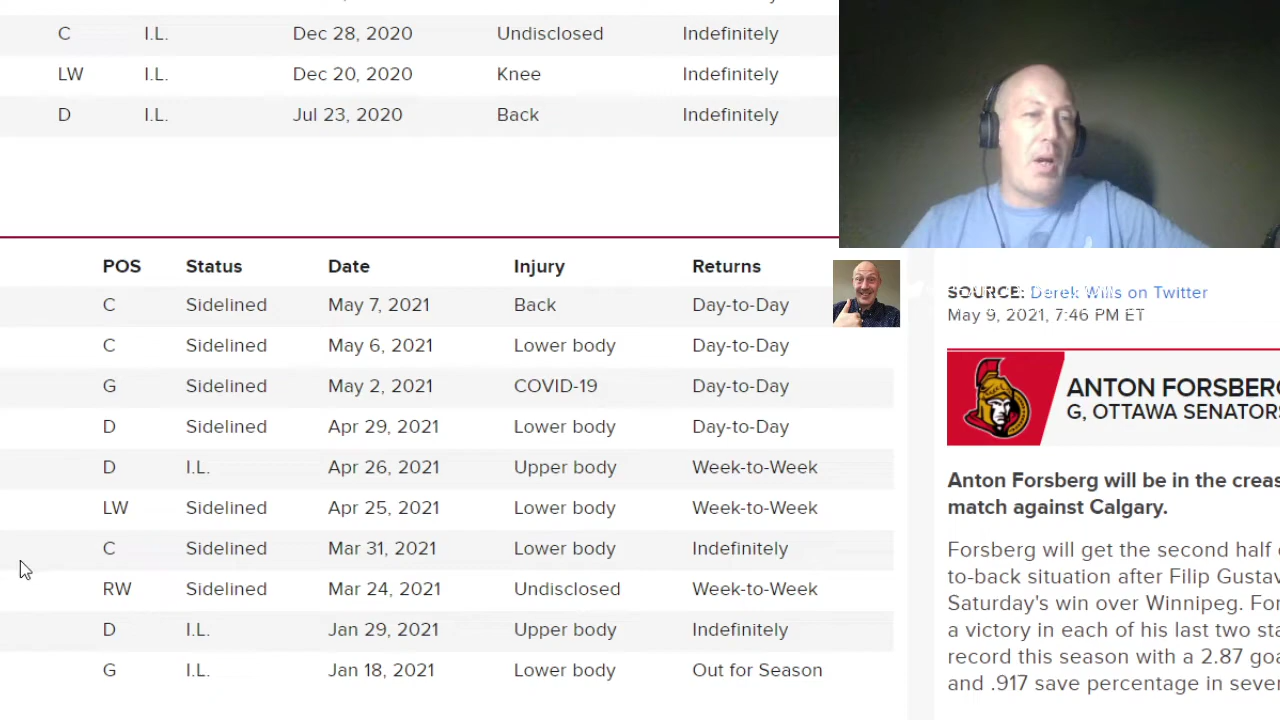 C I.L. Dec 28, 2020 Undisclosed Indefinitely
LW I.L. Dec 20, 2020 Knee Indefinitely
D I.L. Jul 23, 2020 Back Indefinitely
POS Status Date Injury Returns
C Sidelined May 7, 2021 Back Day-to-Day
C Sidelined May 6, 2021 Lower body Day-to-Day
G Sidelined May 2, 2021 COVID-19 Day-to-Day
D Sidelined Apr 29, 2021 Lower body Day-to-Day
D I.L. Apr 26, 2021 Upper body Week-to-Week
LW Sidelined Apr 25, 2021 Lower body Week-to-Week
C Sidelined Mar 31, 2021 Lower body Indefinitely
RW Sidelined Mar 24, 2021 Undisclosed Week-to-Week
D I.L. Jan 29, 2021 Upper body Indefinitely
G I.L. Jan 18, 2021 Lower body Out for Season
SOURCE: Derek Wills on Twitter
May 9, 2021, 7:46 PM ET
ANTON FORSBERG
G, OTTAWA SENATORS
Anton Forsberg will be in the creas
match against Calgary.
Forsberg will get the second half
to-back situation after Filip Gustav
Saturday's win over Winnipeg. For
a victory in each of his last two sta
record this season with a 2.87 goa
and .917 save percentage in seve